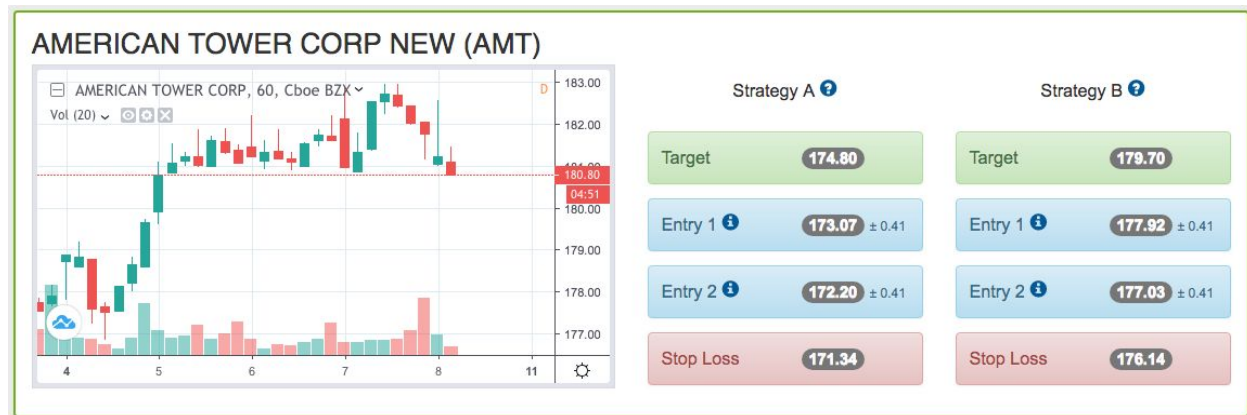 AMERICAN TOWER CORP NEW (AMT)
AMERICAN TOWER CORP, 60, Cboe BZX
D
Vol (20)
183.00
182.00
181.00
180.80
04:51
180.00
179.00
178.00
177.00
4 5 6 7 8 11
Strategy A ?
Target 174.80
Entry 1 i 173.07 ± 0.41
Entry 2 i 172.20 ± 0.41
Stop Loss 171.34
Strategy B ?
Target 179.70
Entry 1 i 177.92 ± 0.41
Entry 2 i 177.03 ± 0.41
Stop Loss 176.14